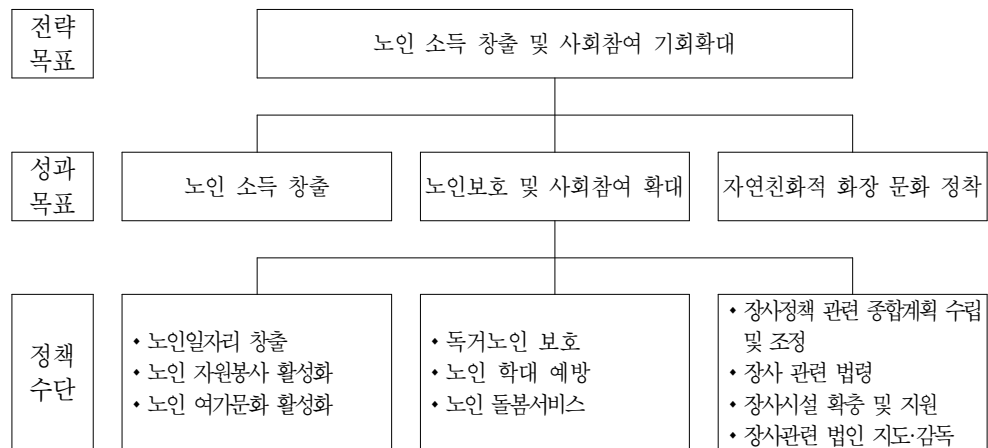 전략
목표
노인 소득 창출 및 사회참여 기회확대
성과
목표
노인 소득 창출
노인보호 및 사회참여 확대
자연친화적 화장 문화 정착
정책
수단
• 노인일자리 창출
• 노인 자원봉사 활성화
• 노인 여가문화 활성화
• 독거노인 보호
• 노인 학대 예방
• 노인 돌봄서비스
• 장사정책 관련 종합계획 수립
및 조정
• 장사 관련 법령
• 장사시설 확충 및 지원
• 장사관련 법인 지도·감독